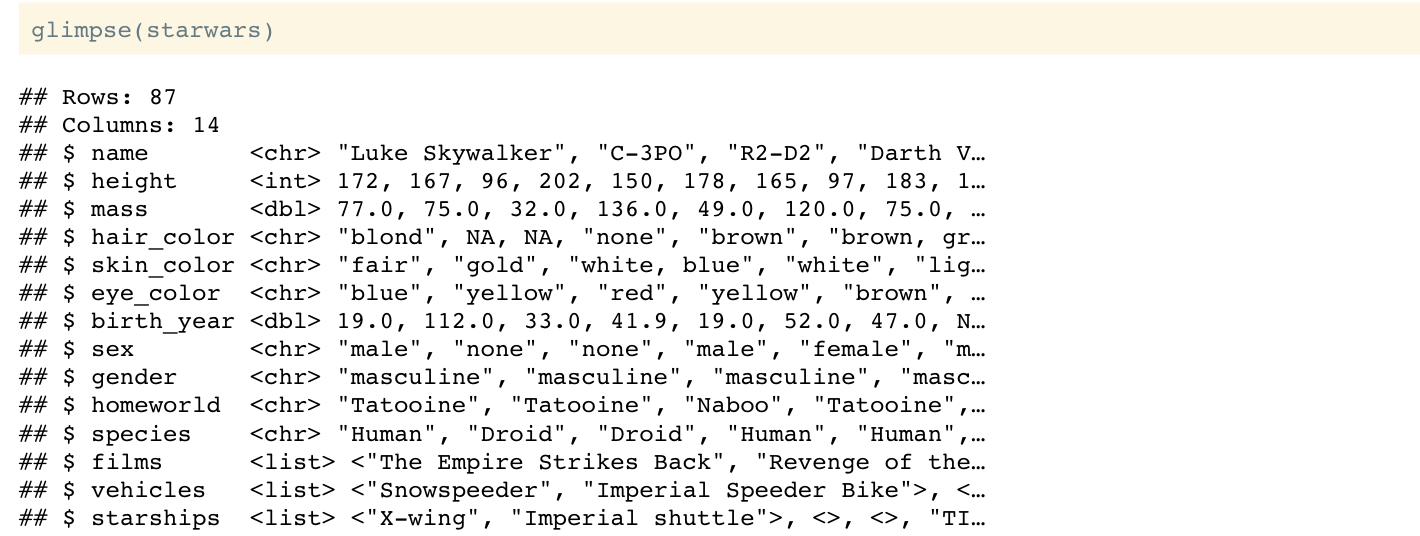 glimpse(starwars)
## Rows: 87
## Columns: 14
## $ name       <chr> "Luke Skywalker", "C-3PO", "R2-D2", "Darth V…
## $ height     <int> 172, 167, 96, 202, 150, 178, 165, 97, 183, 1…
## $ mass       <dbl> 77.0, 75.0, 32.0, 136.0, 49.0, 120.0, 75.0, …
## $ hair_color <chr> "blond", NA, NA, "none", "brown", "brown, gr…
## $ skin_color <chr> "fair", "gold", "white, blue", "white", "lig…
## $ eye_color  <chr> "blue", "yellow", "red", "yellow", "brown", …
## $ birth_year <dbl> 19.0, 112.0, 33.0, 41.9, 19.0, 52.0, 47.0, N…
## $ sex        <chr> "male", "none", "none", "male", "female", "m…
## $ gender     <chr> "masculine", "masculine", "masculine", "masc…
## $ homeworld  <chr> "Tatooine", "Tatooine", "Naboo", "Tatooine",…
## $ species    <chr> "Human", "Droid", "Droid", "Human", "Human",…
## $ films      <list> <"The Empire Strikes Back", "Revenge of the…
## $ vehicles   <list> <"Snowspeeder", "Imperial Speeder Bike">, <…
## $ starships  <list> <"X-wing", "Imperial shuttle">, <>, <>, "TI…